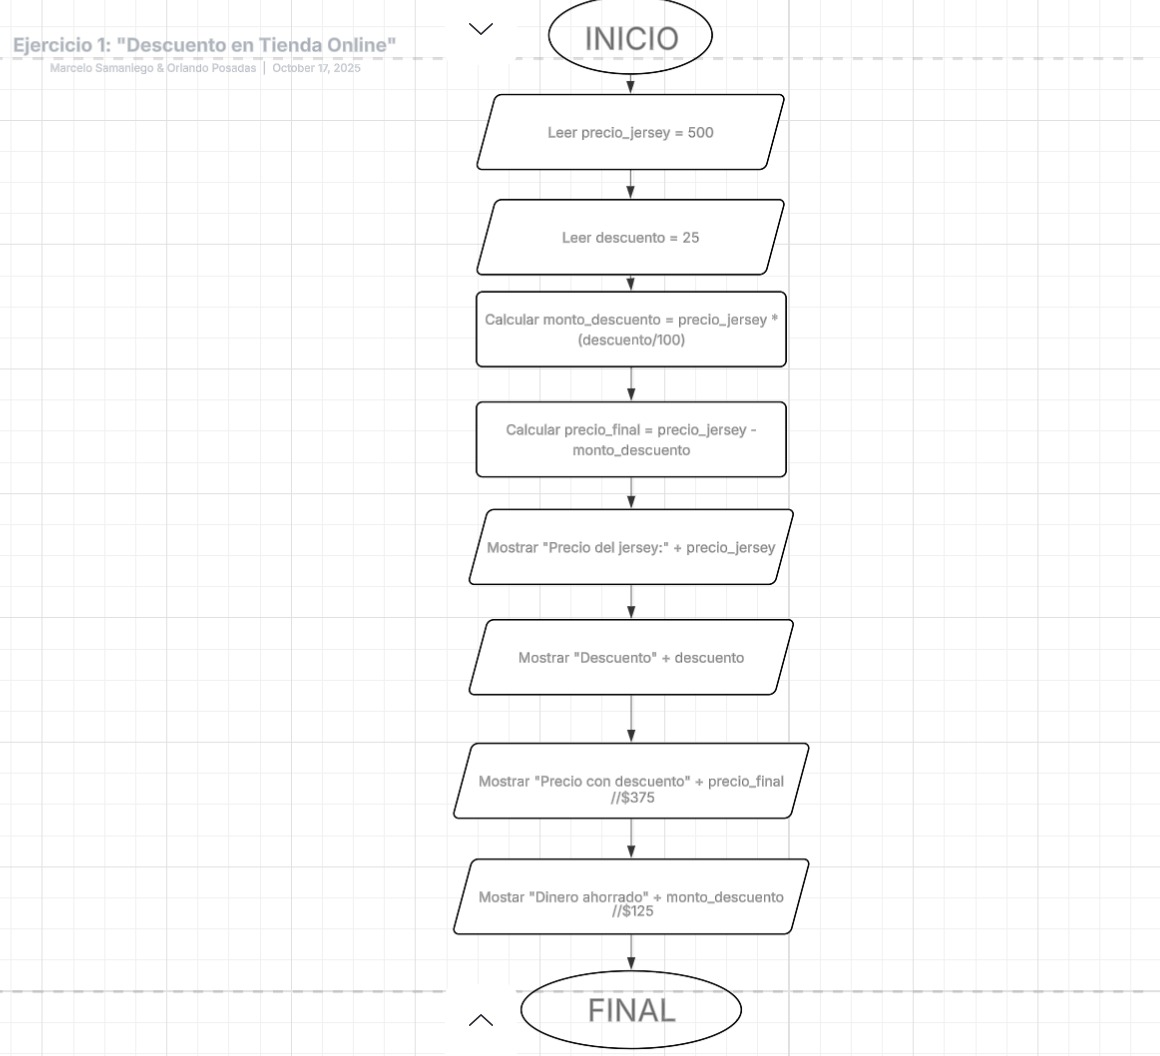 INICIO
Ejercicio 1: "Descuento en Tienda Online"
Marcelo Samaniego & Orlando Posadas | October 17, 2025
Leer precio_jersey = 500
Leer descuento = 25
Calcular monto_descuento = precio_jersey *
(descuento/100)
Calcular precio_final = precio_jersey -
monto_descuento
Mostrar "Precio del jersey:" + precio_jersey
Mostrar "Descuento" + descuento
Mostrar "Precio con descuento" + precio_final
//$375
Mostar "Dinero ahorrado" + monto_descuento
//$125
FINAL